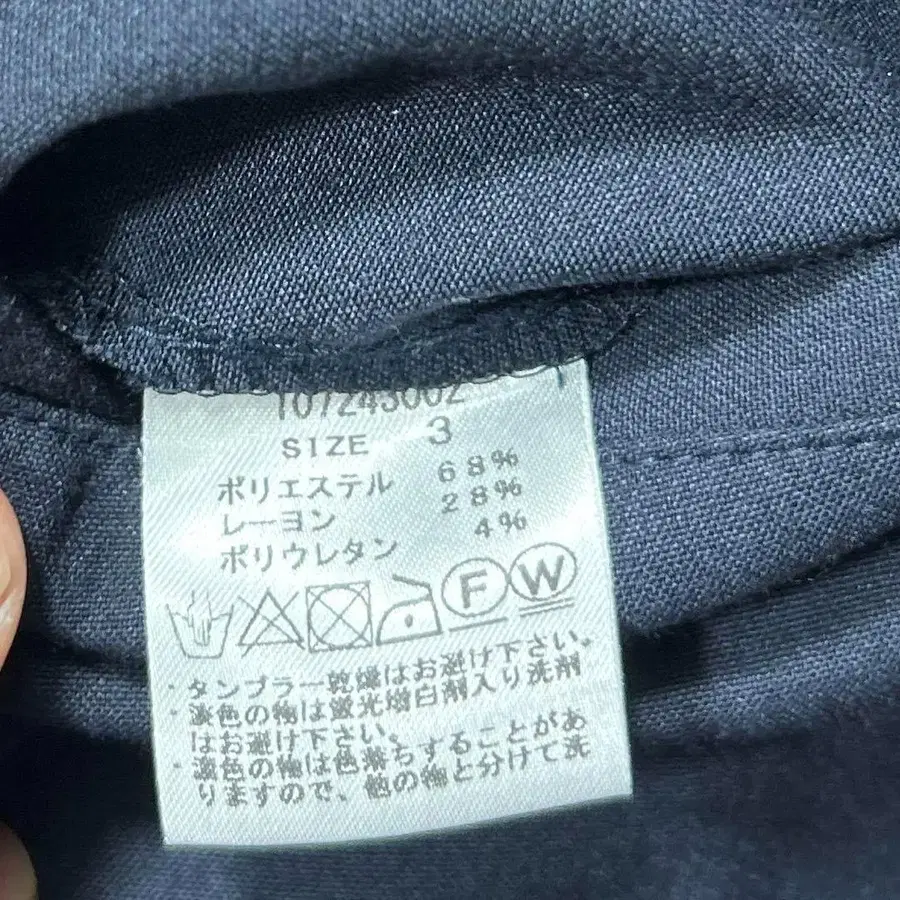 107243002
SIZE 3
ポリエステル 68%
レーヨン 28%
ポリウレタン 4%
F W
・タンブラー乾燥はお避け下さい。
・淡色の物は蛍光増白剤入り洗剤
はお避け下さい。
・濃色の物は色落ちすることがあ
りますので、他の物と分けて洗